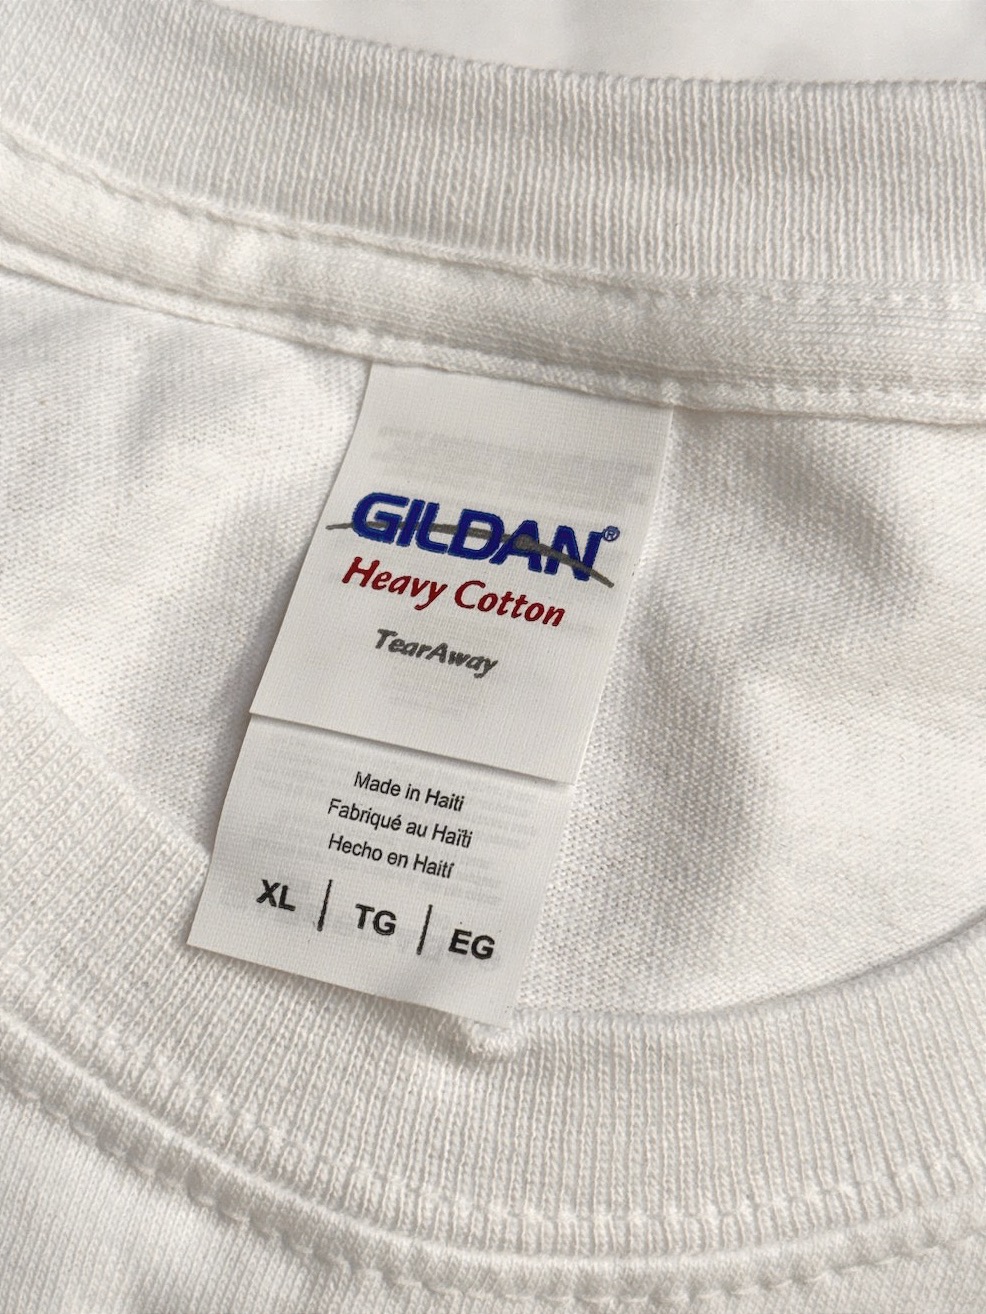 GILDAN®
Heavy Cotton
TearAway
Made in Haiti
Fabriqué au Haïti
Hecho en Haití
XL | TG | EG